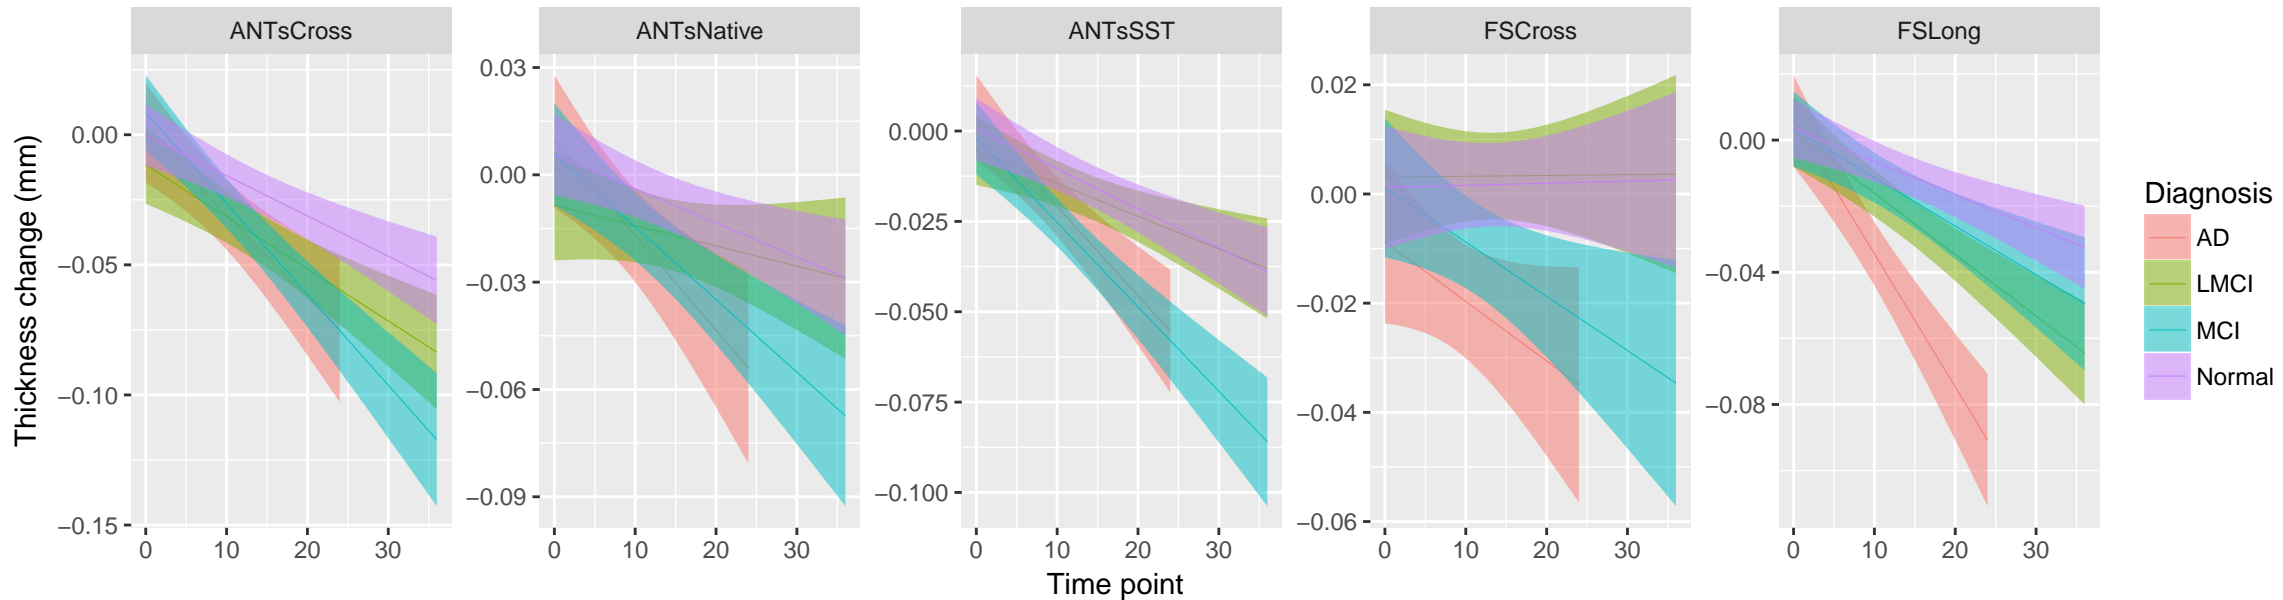 ANTsCross ANTsNative ANTsSST FSCross FSLong
Thickness change (mm)
0.00
−0.05
−0.10
−0.15
0 10 20 30
0.03
0.00
−0.03
−0.06
−0.09
0 10 20 30
0.000
−0.025
−0.050
−0.075
−0.100
0 10 20 30
0.02
0.00
−0.02
−0.04
−0.06
0 10 20 30
0.00
−0.04
−0.08
0 10 20 30
Time point
Diagnosis
AD
LMCI
MCI
Normal